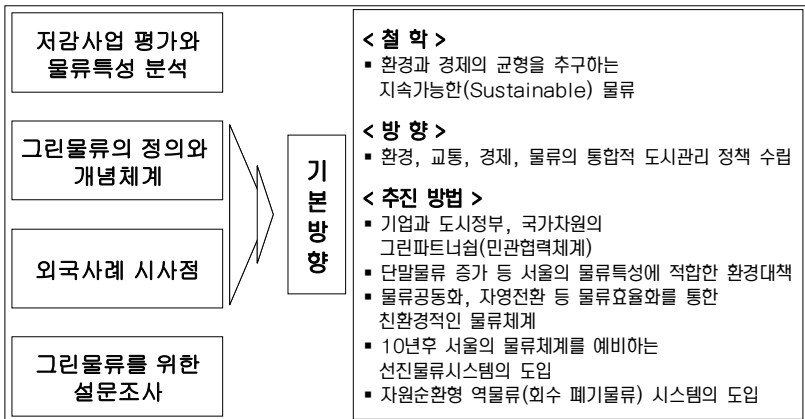 저감사업 평가와
물류특성 분석
그린물류의 정의와
개념체계
외국사례 시사점
그린물류를 위한
설문조사
기
본
방
향
< 철 학 >
▪ 환경과 경제의 균형을 추구하는
지속가능한(Sustainable) 물류
< 방 향 >
▪ 환경, 교통, 경제, 물류의 통합적 도시관리 정책 수립
< 추진 방법 >
▪ 기업과 도시정부, 국가차원의
그린파트너쉽(민관협력체계)
▪ 단말물류 증가 등 서울의 물류특성에 적합한 환경대책
▪ 물류공동화, 자영전환 등 물류효율화를 통한
친환경적인 물류체계
▪ 10년후 서울의 물류체계를 예비하는
선진물류시스템의 도입
▪ 자원순환형 역물류(회수 폐기물류) 시스템의 도입